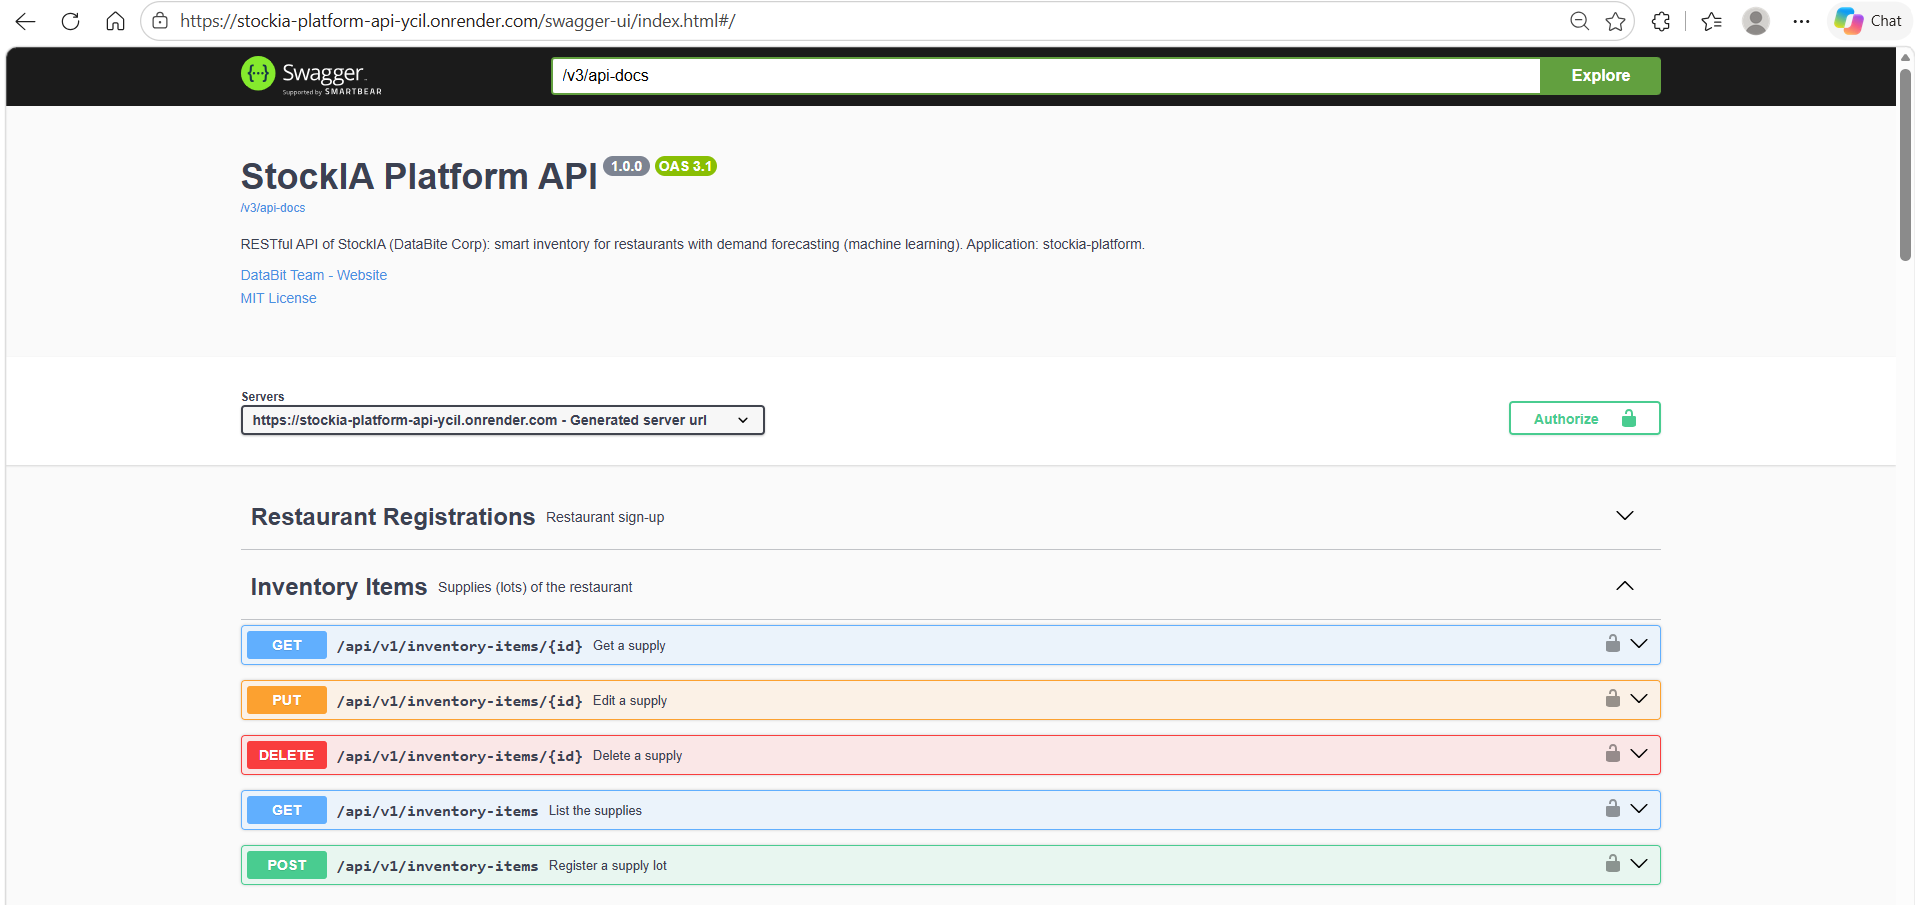 https://stockia-platform-api-ycil.onrender.com/swagger-ui/index.html#/
Chat
Swagger
Supported by SMARTBEAR
/v3/api-docs
Explore
StockIA Platform API 1.0.0 OAS 3.1
/v3/api-docs
RESTful API of StockIA (DataBite Corp): smart inventory for restaurants with demand forecasting (machine learning). Application: stockia-platform.
DataBit Team - Website
MIT License
Servers
https://stockia-platform-api-ycil.onrender.com - Generated server url
Authorize
Restaurant Registrations Restaurant sign-up
Inventory Items Supplies (lots) of the restaurant
GET /api/v1/inventory-items/{id} Get a supply
PUT /api/v1/inventory-items/{id} Edit a supply
DELETE /api/v1/inventory-items/{id} Delete a supply
GET /api/v1/inventory-items List the supplies
POST /api/v1/inventory-items Register a supply lot